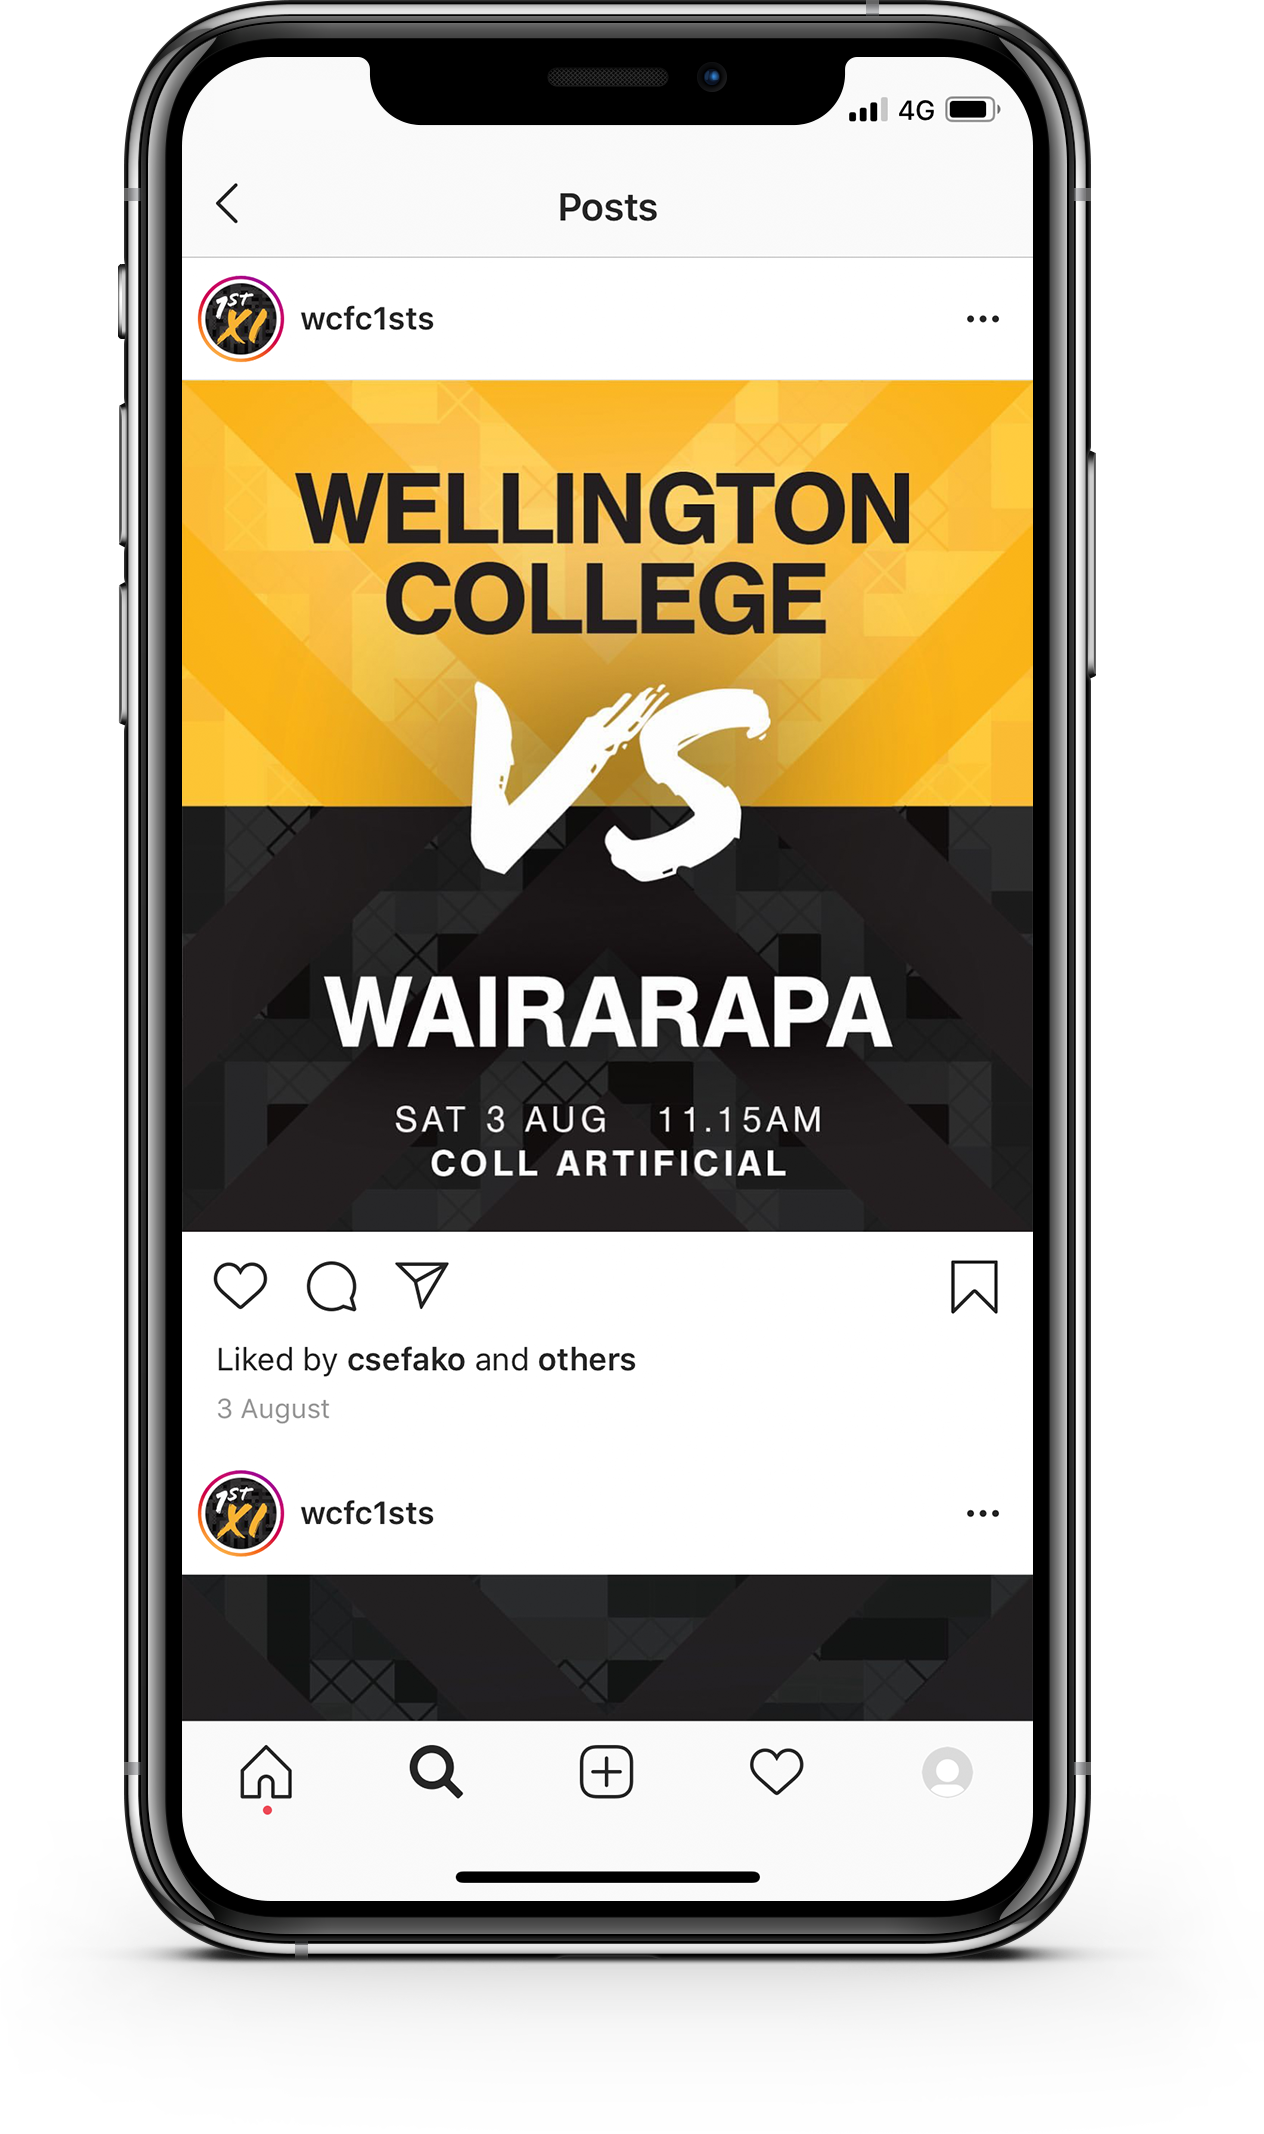 4G
Posts
1ST
XI
wcfc1sts
WELLINGTON
COLLEGE
VS
WAIRARAPA
SAT 3 AUG 11.15AM
COLL ARTIFICIAL
Liked by csefako and others
3 August
1ST
XI
wcfc1sts